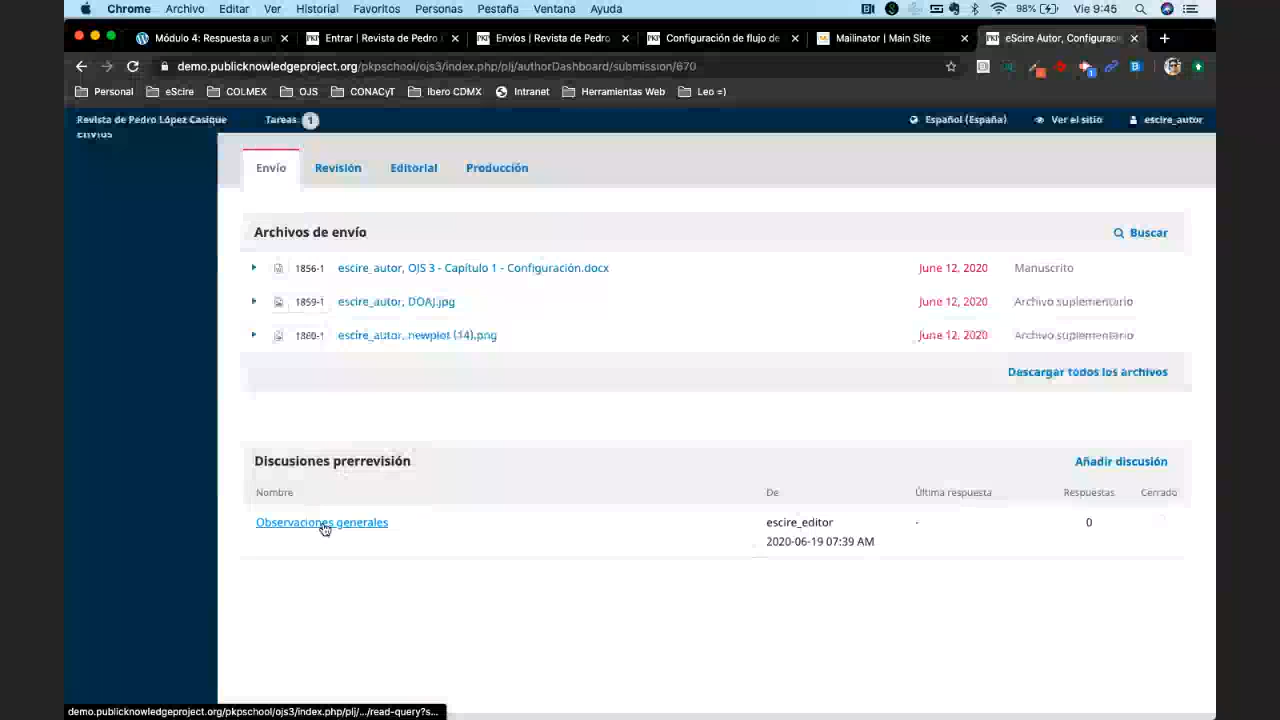 Chrome Archivo Editar Ver Historial Favoritos Personas Pestaña Ventana Ayuda 98% Vie 9:45
Módulo 4: Respuesta a un Entrar | Revista de Pedro Envíos | Revista de Pedro Configuración de flujo de Mailinator | Main Site eScire Autor, Configurac
demo.publicknowledgeproject.org/pkpschool/ojs3/index.php/plj/authorDashboard/submission/670
Personal eScire COLMEX OJS CONACyT Ibero CDMX Intranet Herramientas Web Leo =)
Revista de Pedro López Casique Tareas 1 Español (España) Ver el sitio escire_autor
Envíos
Envío Revisión Editorial Producción
Archivos de envío Buscar
1856-1 escire_autor, OJS 3 - Capítulo 1 - Configuración.docx June 12, 2020 Manuscrito
1859-1 escire_autor, DOAJ.jpg June 12, 2020 Archivo suplementario
1860-1 escire_autor, newplot (14).png June 12, 2020 Archivo suplementario
Descargar todos los archivos
Discusiones prerrevisión Añadir discusión
Nombre De Última respuesta Respuestas Cerrado
Observaciones generales escire_editor - 0
2020-06-19 07:39 AM
demo.publicknowledgeproject.org/pkpschool/ojs3/index.php/plj/.../read-query?s...